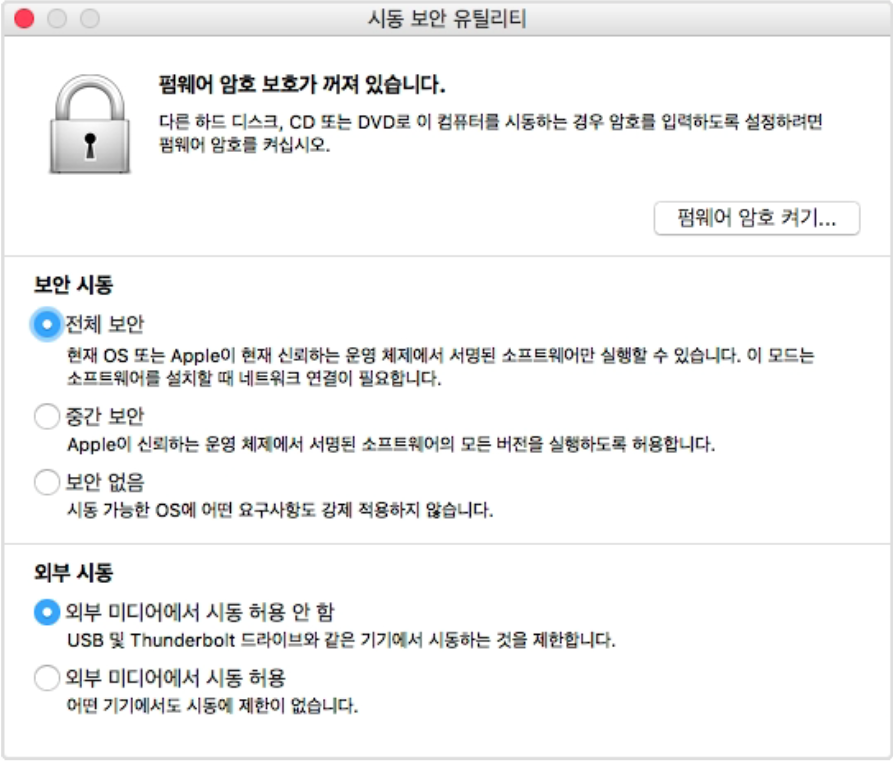 시동 보안 유틸리티
펌웨어 암호 보호가 꺼져 있습니다.
다른 하드 디스크, CD 또는 DVD로 이 컴퓨터를 시동하는 경우 암호를 입력하도록 설정하려면
펌웨어 암호를 켜십시오.
펌웨어 암호 켜기...
보안 시동
전체 보안
현재 OS 또는 Apple이 현재 신뢰하는 운영 체제에서 서명된 소프트웨어만 실행할 수 있습니다. 이 모드는
소프트웨어를 설치할 때 네트워크 연결이 필요합니다.
중간 보안
Apple이 신뢰하는 운영 체제에서 서명된 소프트웨어의 모든 버전을 실행하도록 허용합니다.
보안 없음
시동 가능한 OS에 어떤 요구사항도 강제 적용하지 않습니다.
외부 시동
외부 미디어에서 시동 허용 안 함
USB 및 Thunderbolt 드라이브와 같은 기기에서 시동하는 것을 제한합니다.
외부 미디어에서 시동 허용
어떤 기기에서도 시동에 제한이 없습니다.